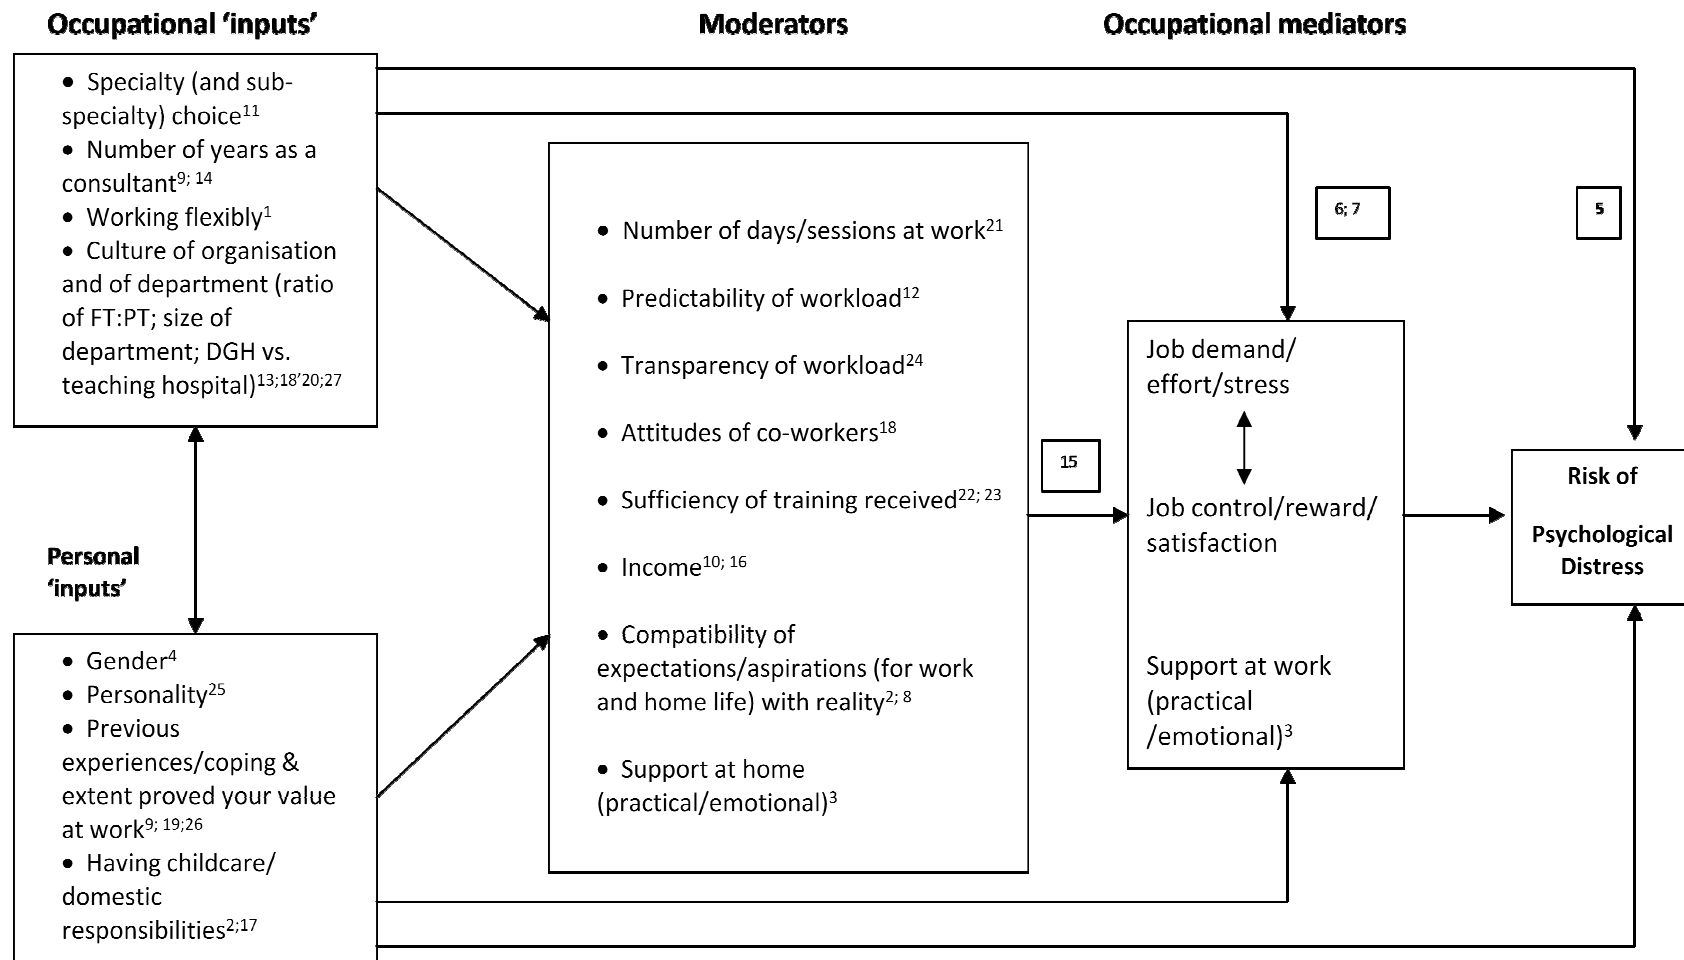 Occupational ‘inputs’
Moderators
Occupational mediators
• Specialty (and sub-
specialty) choice11
• Number of years as a
consultant9; 14
• Working flexibly1
• Culture of organisation
and of department (ratio
of FT:PT; size of
department; DGH vs.
teaching hospital)13;18’20;27
Personal
‘inputs’
• Gender4
• Personality25
• Previous
experiences/coping &
extent proved your value
at work9; 19;26
• Having childcare/
domestic
responsibilities2;17
• Number of days/sessions at work21
• Predictability of workload12
• Transparency of workload24
• Attitudes of co-workers18
• Sufficiency of training received22; 23
• Income10; 16
• Compatibility of
expectations/aspirations (for work
and home life) with reality2; 8
• Support at home
(practical/emotional)3
15
6; 7
5
Job demand/
effort/stress
Job control/reward/
satisfaction
Support at work
(practical
/emotional)3
Risk of
Psychological
Distress